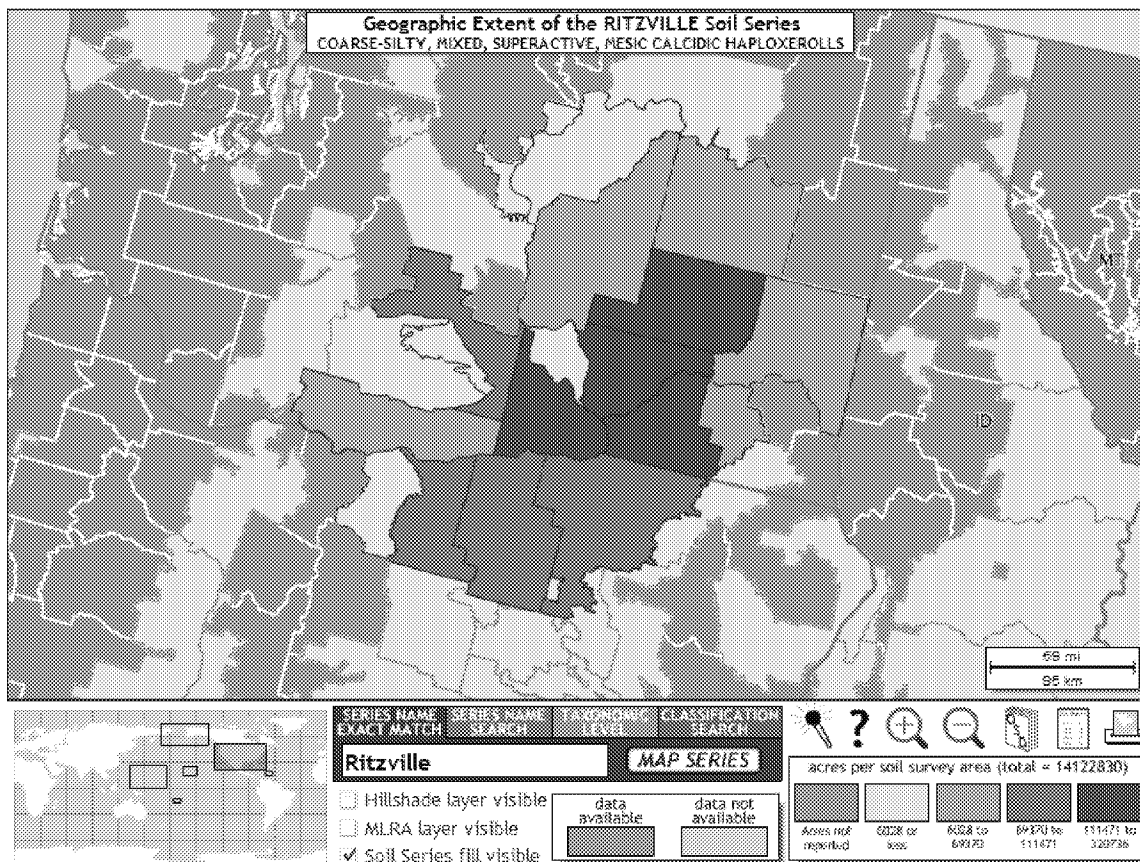 Geographic Extent of the RITZVILLE Soil Series
COARSE-SILTY, MIXED, SUPERACTIVE, MESIC CALCIDIC HAPLOXEROLLS
MT
ID
59 mi
95 km
SERIES NAME EXACT MATCH
SERIES NAME SEARCH
TAXONOMIC LEVEL
CLASSIFICATION SEARCH
Ritzville
MAP SERIES
Hillshade layer visible
MLRA layer visible
Soil Series fill visible
data available
data not available
acres per soil survey area (total = 14122830)
Acres not reported
6028 or less
6028 to 69370
69370 to 111471
111471 to 320736